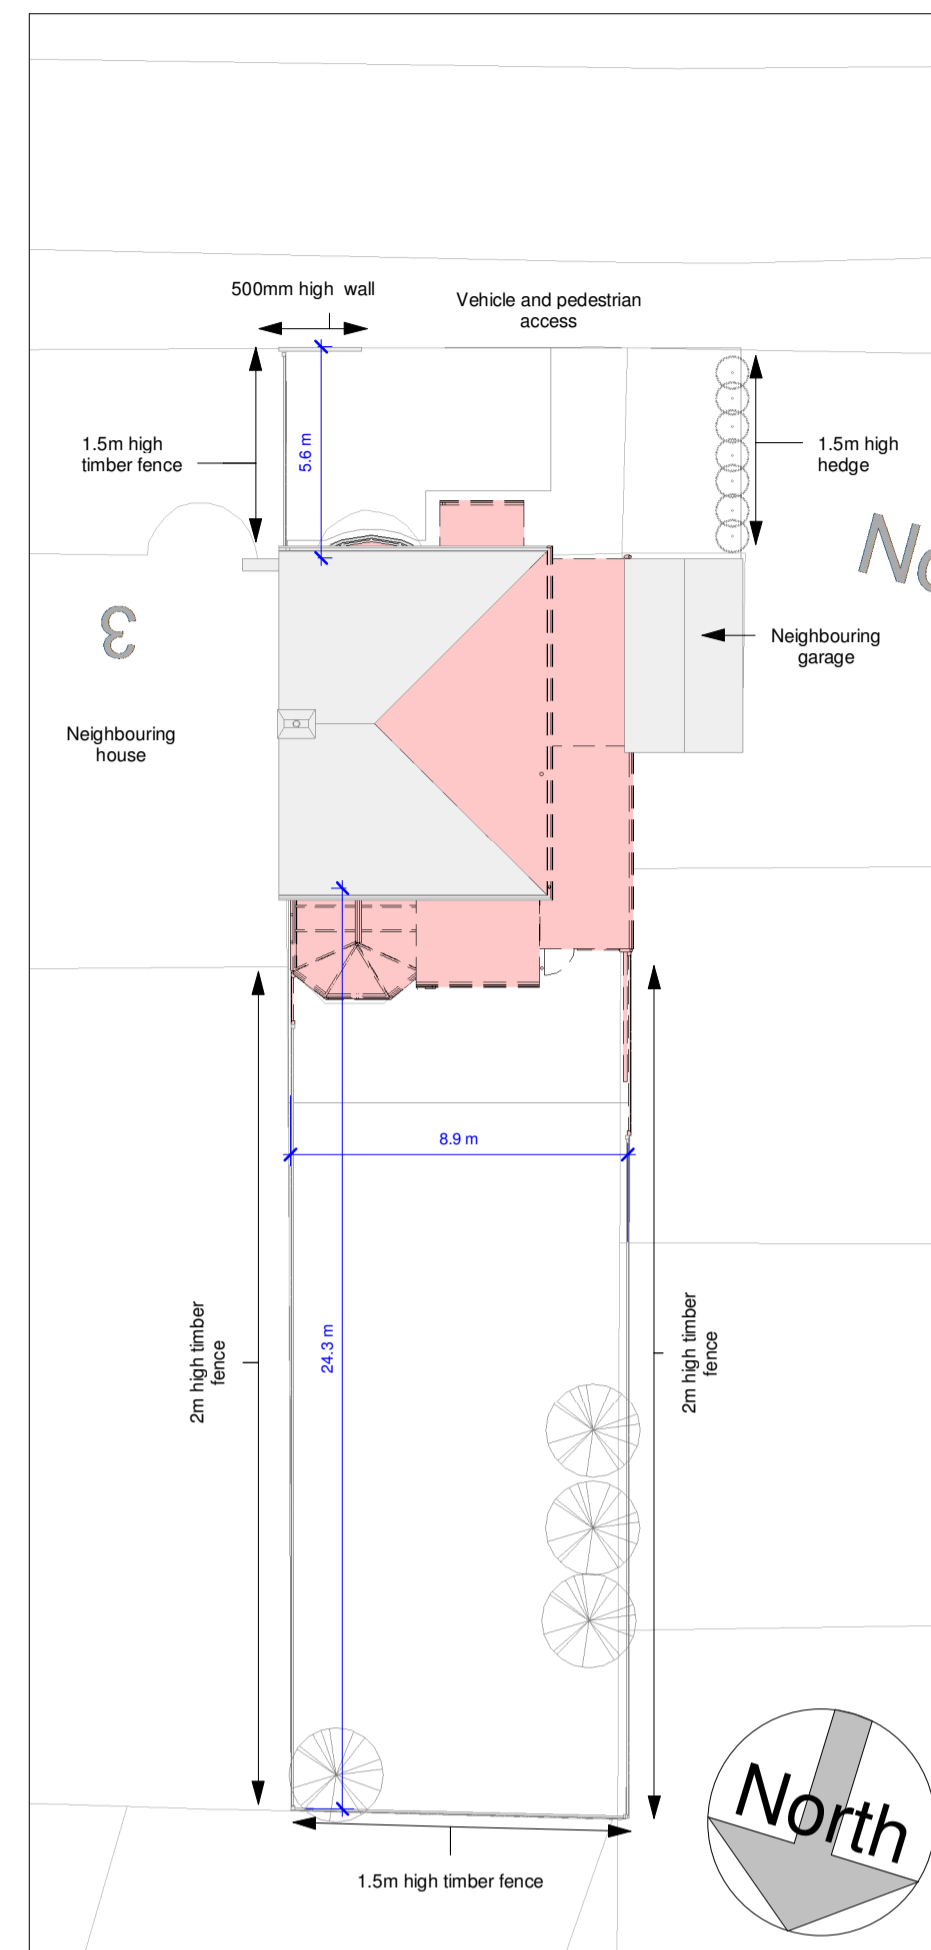 500mm high wall
Vehicle and pedestrian
access
5.6 m
1.5m high
timber fence
1.5m high
hedge
3
Neighbouring
garage
Neighbouring
house
8.9 m
24.3 m
2m high timber
fence
2m high timber
fence
North
1.5m high timber fence